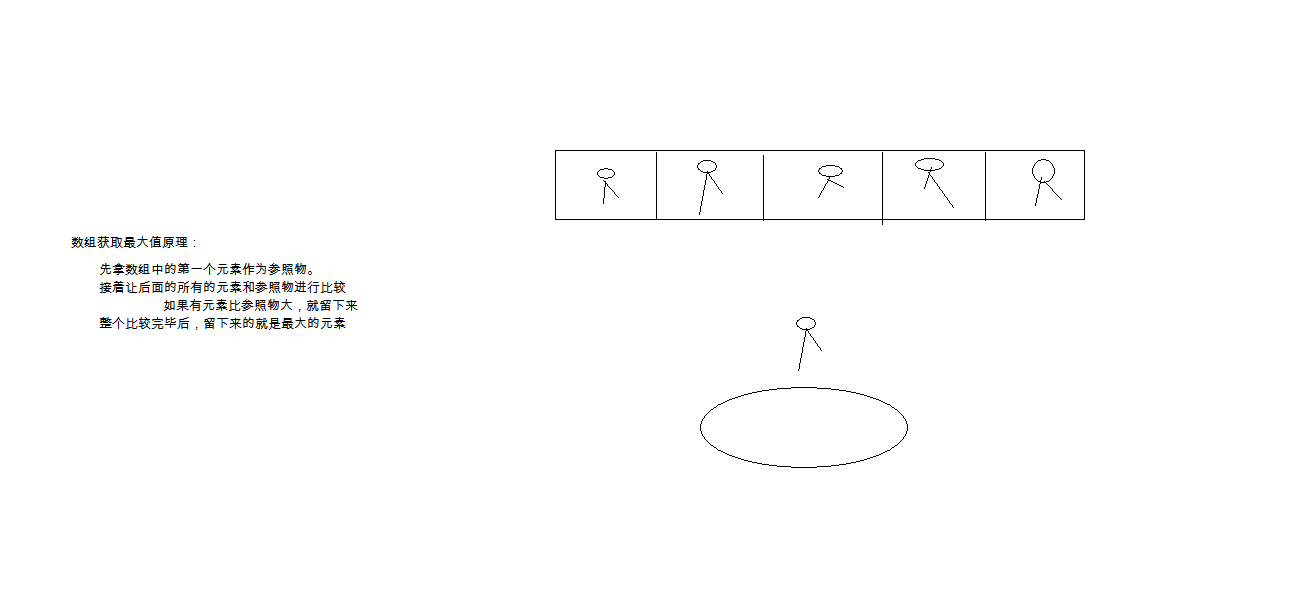 数组获取最大值原理：
先拿数组中的第一个元素作为参照物。
接着让后面的所有的元素和参照物进行比较
如果有元素比参照物大，就留下来
整个比较完毕后，留下来的就是最大的元素